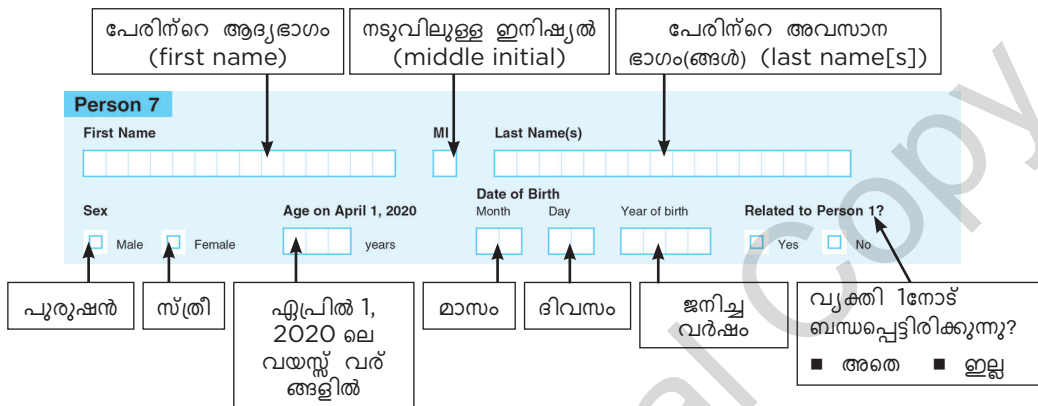 പേരിന്റെ ആദ്യഭാഗം
(first name)
നടുവിലുള്ള ഇനിഷ്യൽ
(middle initial)
പേരിന്റെ അവസാന
ഭാഗം(ങ്ങൾ) (last name[s])
Person 7
First Name
MI
Last Name(s)
Sex
Male
Female
Age on April 1, 2020
years
Date of Birth
Month
Day
Year of birth
Related to Person 1?
Yes
No
പുരുഷൻ
സ്ത്രീ
ഏപ്രിൽ 1,
2020 ലെ
വയസ്സ് വര്
ങ്ങളിൽ
മാസം
ദിവസം
ജനിച്ച
വർഷം
വ്യക്തി 1നോട്
ബന്ധപ്പെട്ടിരിക്കുന്നു?
■ അതെ ■ ഇല്ല
Copy